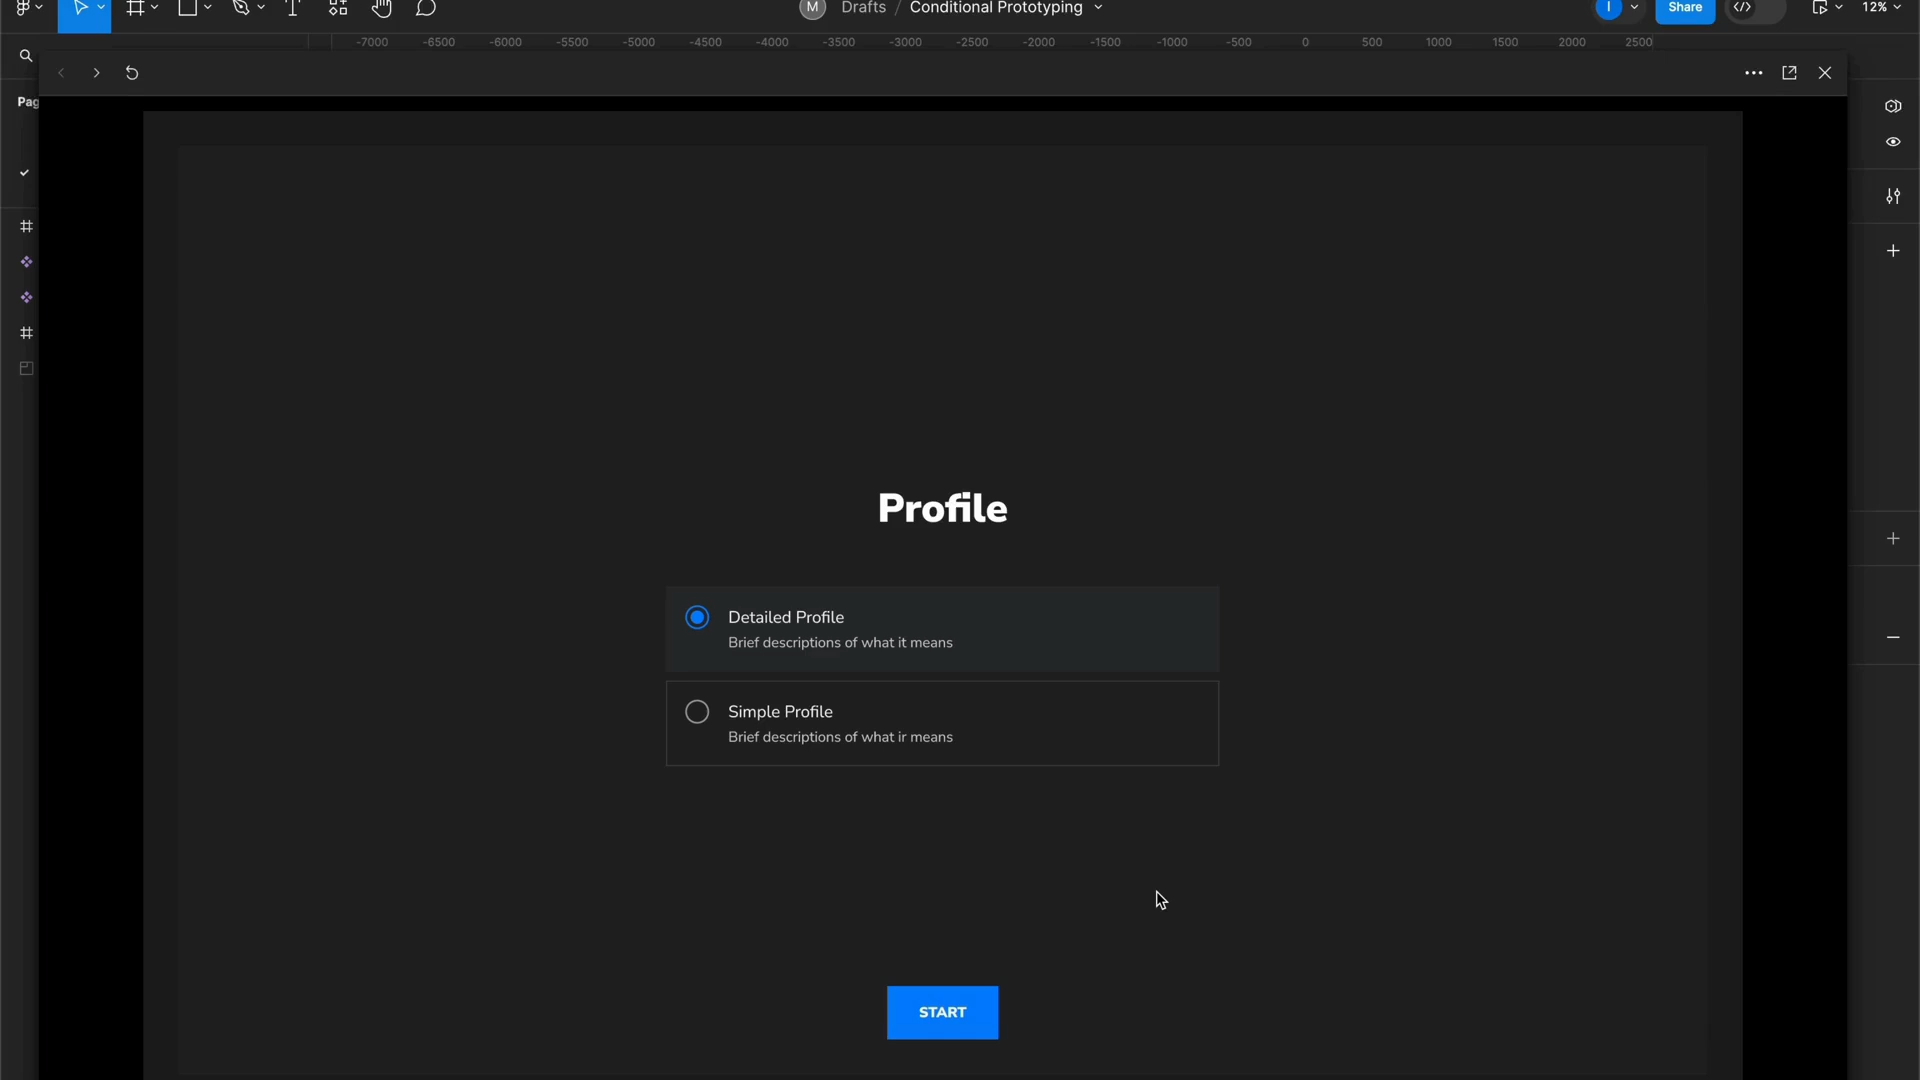 M Drafts / Conditional Prototyping
I Share 12%
-7000 -6500 -6000 -5500 -5000 -4500 -4000 -3500 -3000 -2500 -2000 -1500 -1000 -500 0 500 1000 1500 2000 2500
Pag
Profile
Detailed Profile
Brief descriptions of what it means
Simple Profile
Brief descriptions of what ir means
START